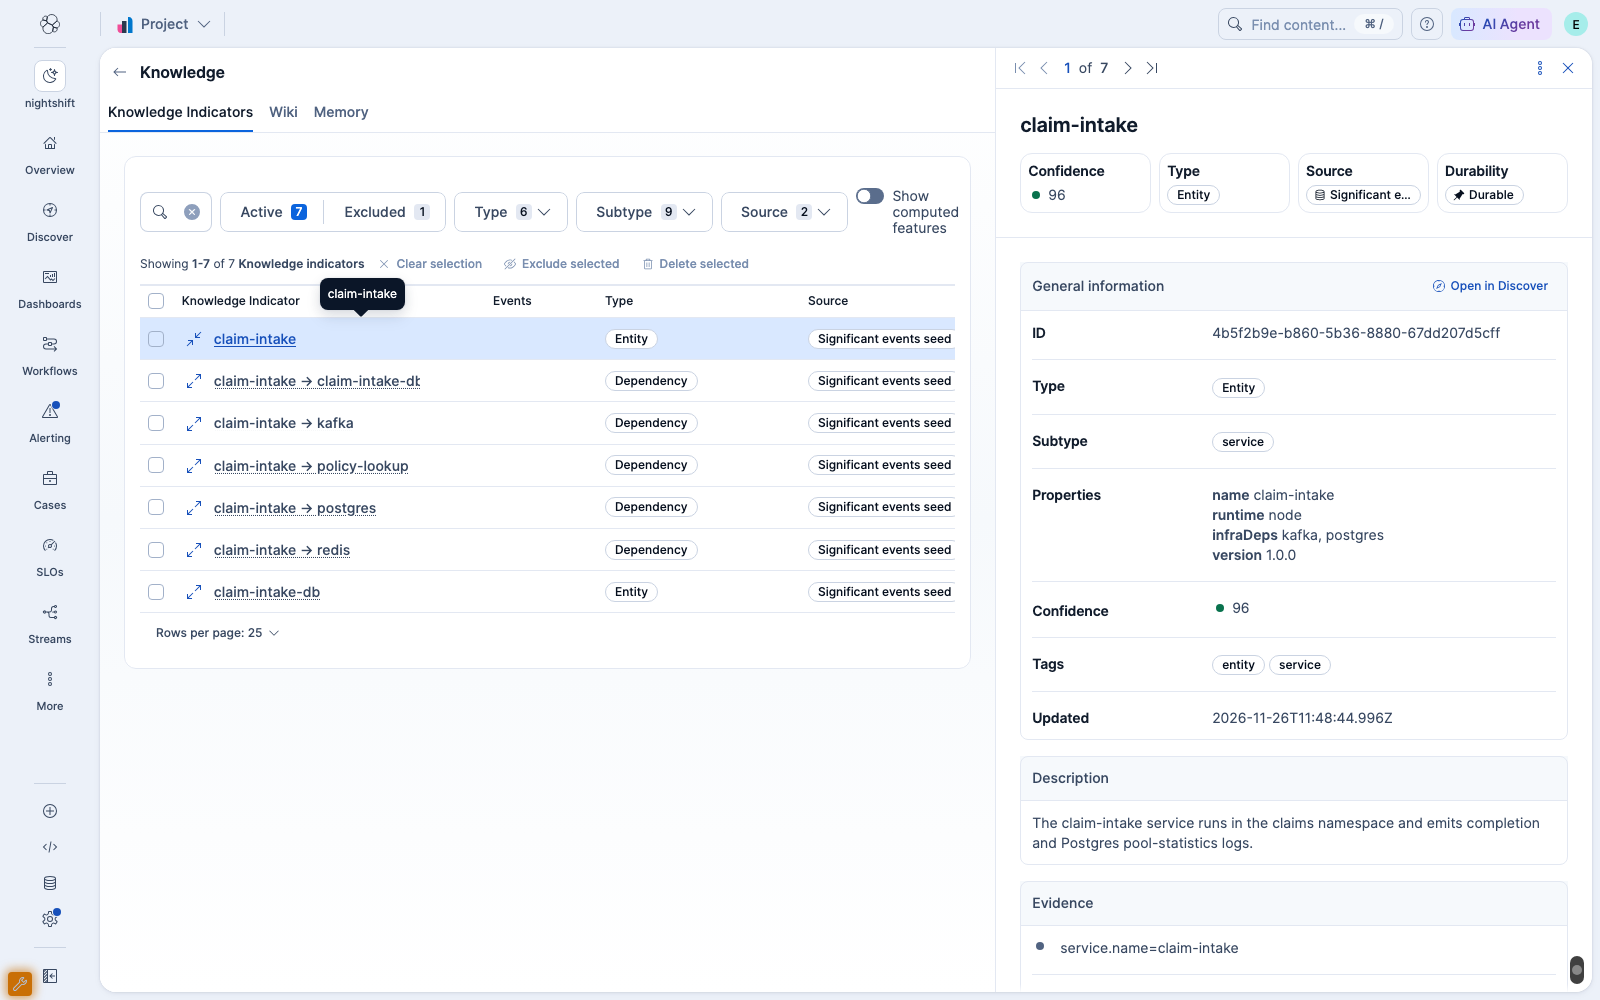 Project
Find content...
⌘ /
AI Agent
E
nightshift
Overview
Discover
Dashboards
Workflows
Alerting
Cases
SLOs
Streams
More
Knowledge
Knowledge Indicators
Wiki
Memory
Active 7
Excluded 1
Type 6
Subtype 9
Source 2
Show computed features
Showing 1-7 of 7 Knowledge indicators
Clear selection
Exclude selected
Delete selected
claim-intake
Knowledge Indicator
Events
Type
Source
claim-intake
Entity
Significant events seed
claim-intake → claim-intake-db
Dependency
Significant events seed
claim-intake → kafka
Dependency
Significant events seed
claim-intake → policy-lookup
Dependency
Significant events seed
claim-intake → postgres
Dependency
Significant events seed
claim-intake → redis
Dependency
Significant events seed
claim-intake-db
Entity
Significant events seed
Rows per page: 25
1 of 7
claim-intake
Confidence
96
Type
Entity
Source
Significant e...
Durability
Durable
General information
Open in Discover
ID
4b5f2b9e-b860-5b36-8880-67dd207d5cff
Type
Entity
Subtype
service
Properties
name claim-intake
runtime node
infraDeps kafka, postgres
version 1.0.0
Confidence
96
Tags
entity
service
Updated
2026-11-26T11:48:44.996Z
Description
The claim-intake service runs in the claims namespace and emits completion
and Postgres pool-statistics logs.
Evidence
service.name=claim-intake